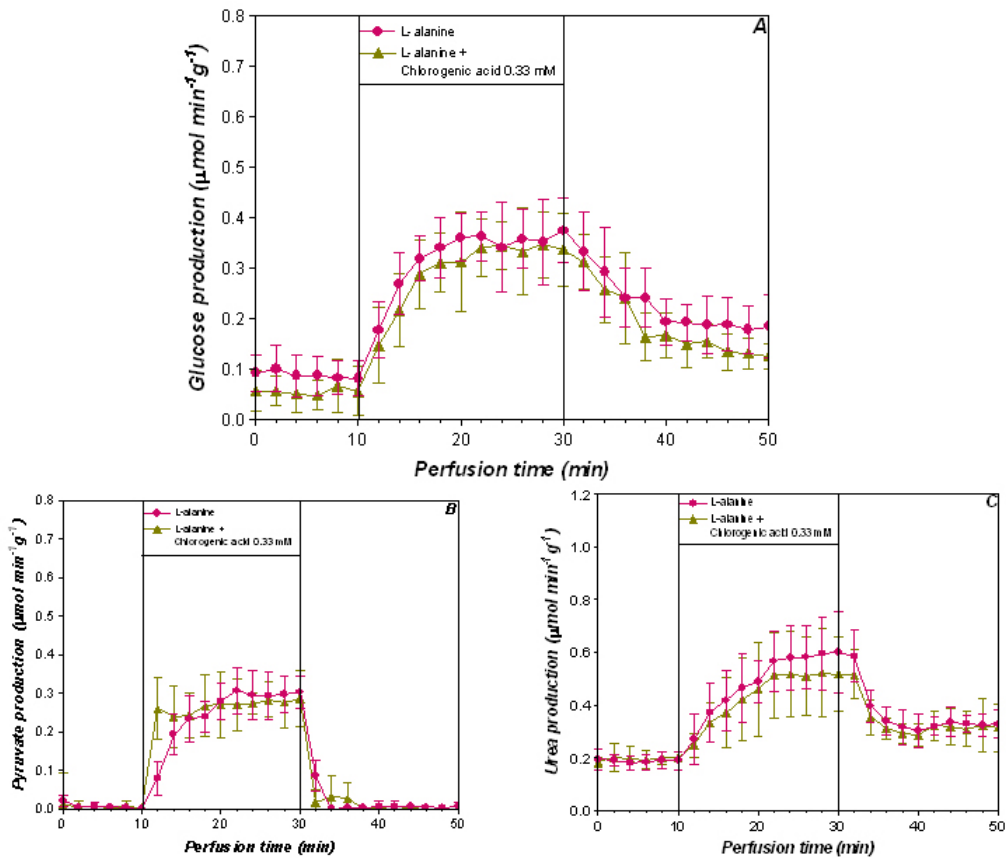 A
L- alanine
L- alanine +
Chlorogenic acid 0.33 mM
Glucose production (μmol min⁻¹g⁻¹)
0.8
0.7
0.6
0.5
0.4
0.3
0.2
0.1
0.0
0 10 20 30 40 50
Perfusion time (min)
B
L-alanine
L-alanine +
Chlorogenic acid 0.33 mM
Pyruvate production (μmol min⁻¹g⁻¹)
0.8
0.7
0.6
0.5
0.4
0.3
0.2
0.1
0.0
0 10 20 30 40 50
Perfusion time (min)
C
L-alanine
L-alanine +
Chlorogenic acid 0.33 mM
Urea production (μmol min⁻¹ g⁻¹)
1.2
1.0
0.8
0.6
0.4
0.2
0.0
0 10 20 30 40 50
Perfusion time (min)